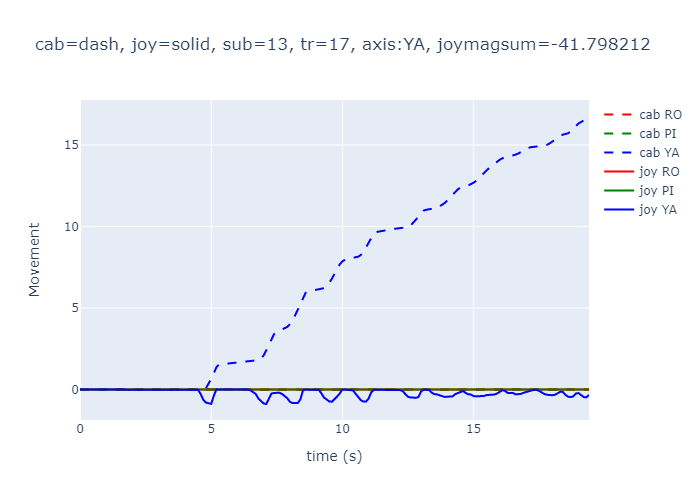 cab=dash, joy=solid, sub=13, tr=17, axis:YA, joymagsum=-41.798212
cab RO
cab PI
cab YA
joy RO
joy PI
joy YA
15
10
5
0
Movement
0
5
10
15
time (s)